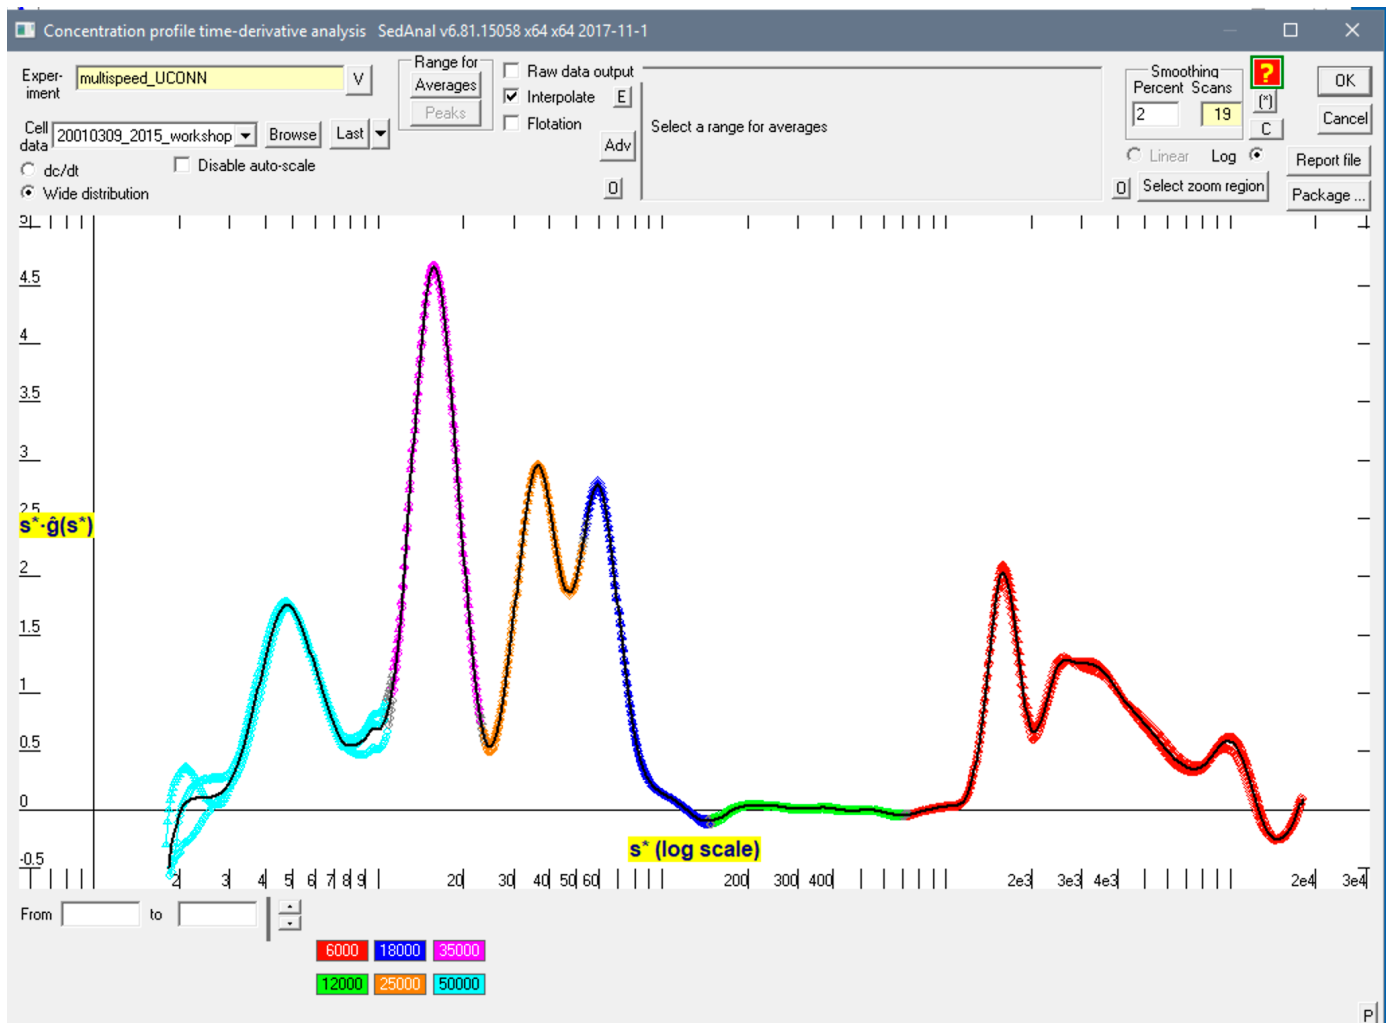 Concentration profile time-derivative analysis SedAnal v6.81.15058 x64 x64 2017-11-1
Exper-
iment
multispeed_UCONN
V
Range for
Averages
Peaks
Raw data output
Interpolate
E
Flotation
Adv
0
Select a range for averages
Smoothing
Percent Scans
2
19
?
(*)
C
OK
Cancel
Cell
data
20010309_2015_workshop
Browse
Last
dc/dt
Disable auto-scale
Wide distribution
Linear
Log
Report file
0
Select zoom region
Package ...
4.5
4
3.5
3
2.5
s*·ĝ(s*)
2
1.5
1
0.5
0
-0.5
s* (log scale)
2 3 4 5 6 7 8 9 20 30 40 50 60 200 300 400 2e3 3e3 4e3 2e4 3e4
From
to
6000 18000 35000
12000 25000 50000
P